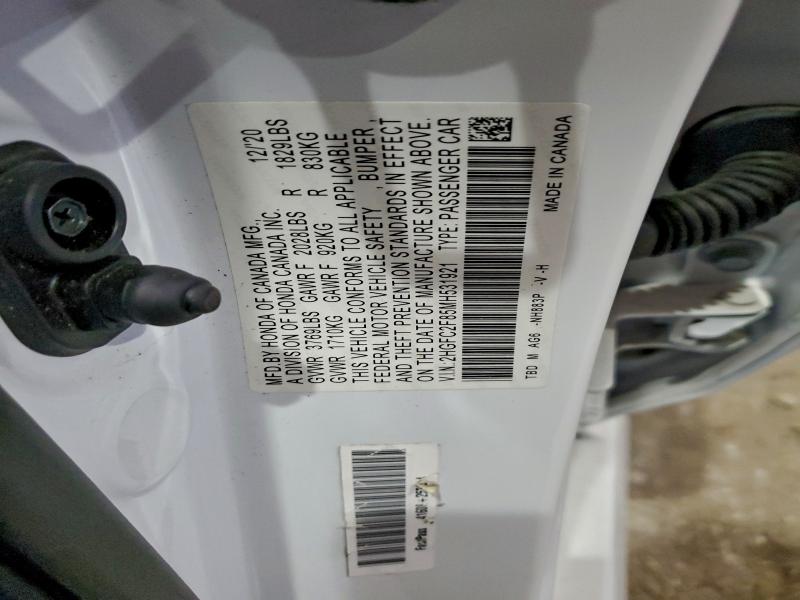 MFD.BY HONDA OF CANADA MFG., 12/20
A DIVISION OF HONDA CANADA INC.
GVWR 3769LBS GAWR F 2028LBS R 1829LBS
GVWR 1710KG GAWR F 920KG R 830KG
THIS VEHICLE CONFORMS TO ALL APPLICABLE
FEDERAL MOTOR VEHICLE SAFETY , BUMPER ,
AND THEFT PREVENTION STANDARDS IN EFFECT
ON THE DATE OF MANUFACTURE SHOWN ABOVE.
V.I.N: 2HGFC2F85MH531921 TYPE: PASSENGER CAR
TBD M AG6 -NH883P -V -H MADE IN CANADA